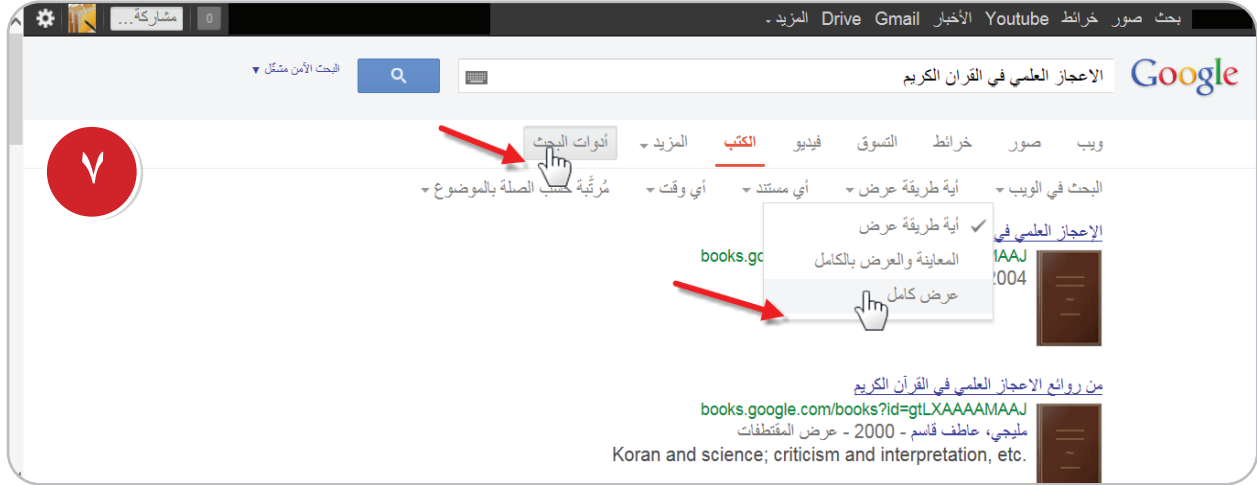 بحث صور خرائط Youtube الأخبار Gmail Drive المزيد
0 مشاركة...
Google
الاعجاز العلمي في القران الكريم
البحث الأمن مشغّل
ويب صور خرائط التسوق فيديو الكتب المزيد أدوات البحث
٧
البحث في الويب أية طريقة عرض أي مستند أي وقت مُرتَّبة حسب الصلة بالموضوع
أية طريقة عرض
المعاينة والعرض بالكامل
عرض كامل
الإعجاز العلمي في
books.go
MAAJ
2004
من روائع الاعجاز العلمي في القرآن الكريم
books.google.com/books?id=gtLXAAAAMAAJ
مليجي، عاطف قاسم - 2000 - عرض المقتطفات
Koran and science; criticism and interpretation, etc.